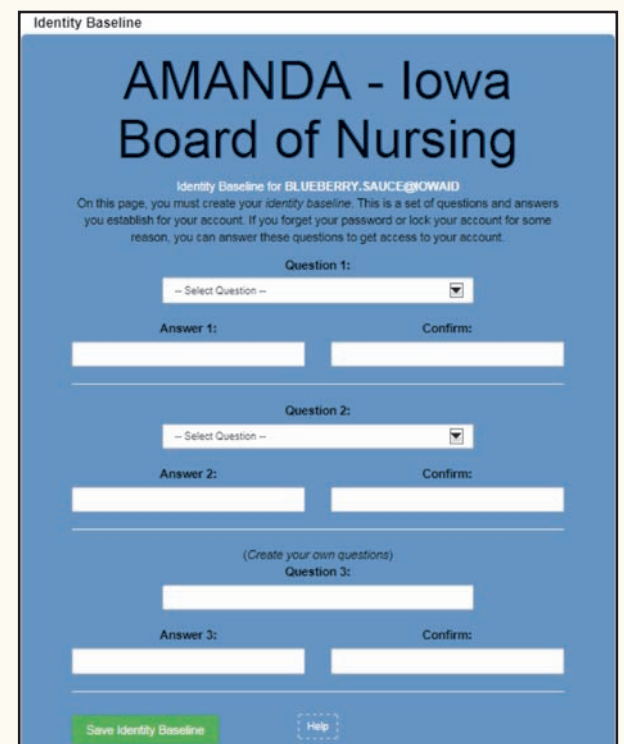 Identity Baseline
AMANDA - Iowa
Board of Nursing
Identity Baseline for BLUEBERRY.SAUCE@IOWAID
On this page, you must create your identity baseline. This is a set of questions and answers
you establish for your account. If you forget your password or lock your account for some
reason, you can answer these questions to get access to your account.
Question 1:
-- Select Question --
Answer 1: Confirm:
Question 2:
-- Select Question --
Answer 2: Confirm:
(Create your own questions)
Question 3:
Answer 3: Confirm:
Save Identity Baseline Help